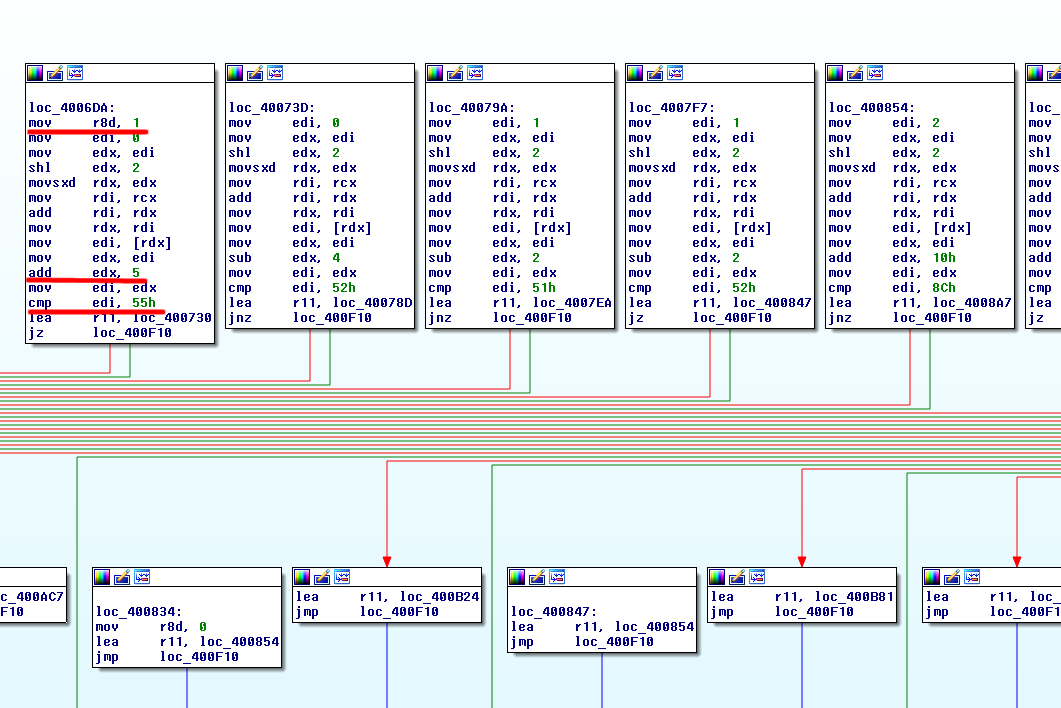 loc_4006DA:
mov r8d, 1
mov edi, 0
mov edx, edi
shl edx, 2
movsxd rdx, edx
mov rdi, rcx
add rdi, rdx
mov rdx, rdi
mov edi, [rdx]
mov edx, edi
add edx, 5
mov edi, edx
cmp edi, 55h
lea r11, loc_400730
jz loc_400F10
loc_40073D:
mov edi, 0
mov edx, edi
shl edx, 2
movsxd rdx, edx
mov rdi, rcx
add rdi, rdx
mov rdx, rdi
mov edi, [rdx]
mov edx, edi
sub edx, 4
mov edi, edx
cmp edi, 52h
lea r11, loc_40078D
jnz loc_400F10
loc_40079A:
mov edi, 1
mov edx, edi
shl edx, 2
movsxd rdx, edx
mov rdi, rcx
add rdi, rdx
mov rdx, rdi
mov edi, [rdx]
mov edx, edi
sub edx, 2
mov edi, edx
cmp edi, 51h
lea r11, loc_4007EA
jnz loc_400F10
loc_4007F7:
mov edi, 1
mov edx, edi
shl edx, 2
movsxd rdx, edx
mov rdi, rcx
add rdi, rdx
mov rdx, rdi
mov edi, [rdx]
mov edx, edi
sub edx, 2
mov edi, edx
cmp edi, 52h
lea r11, loc_400847
jz loc_400F10
loc_400854:
mov edi, 2
mov edx, edi
shl edx, 2
movsxd rdx, edx
mov rdi, rcx
add rdi, rdx
mov rdx, rdi
mov edi, [rdx]
mov edx, edi
add edx, 10h
mov edi, edx
cmp edi, 8Ch
lea r11, loc_4008A7
jnz loc_400F10
loc_
mov
mov
shl
movs
mov
add
mov
mov
mov
add
mov
cmp
lea
jz
c_400AC7
F10
loc_400834:
mov r8d, 0
lea r11, loc_400854
jmp loc_400F10
lea r11, loc_400B24
jmp loc_400F10
loc_400847:
lea r11, loc_400854
jmp loc_400F10
lea r11, loc_400B81
jmp loc_400F10
lea r11, loc_
jmp loc_400F1